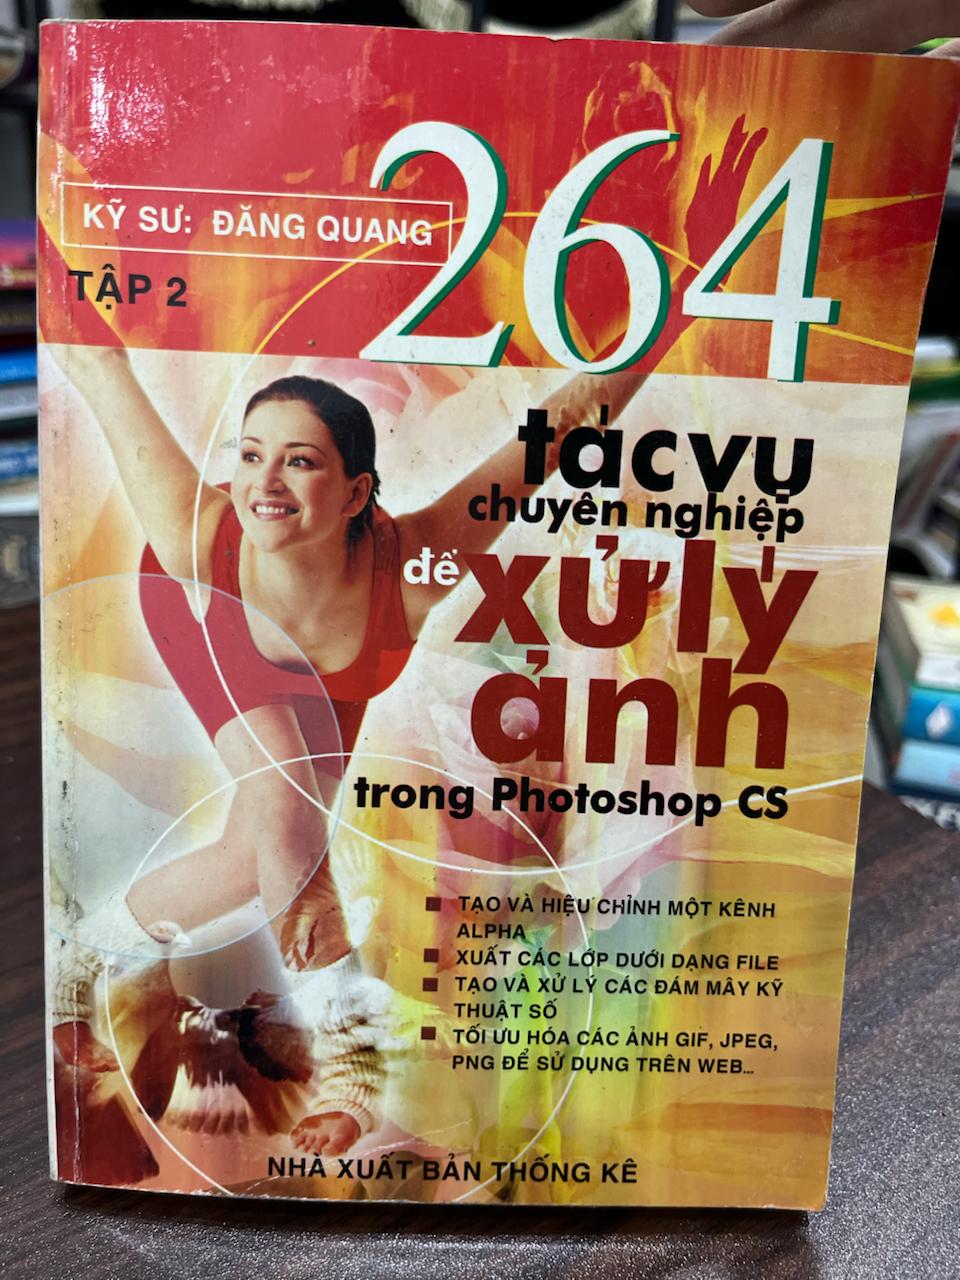 KỸ SƯ: ĐĂNG QUANG
TẬP 2
264
tác vụ
chuyên nghiệp
để xử lý
ảnh
trong Photoshop CS
TẠO VÀ HIỆU CHỈNH MỘT KÊNH
ALPHA
XUẤT CÁC LỚP DƯỚI DẠNG FILE
TẠO VÀ XỬ LÝ CÁC ĐÁM MÂY KỸ
THUẬT SỐ
TỐI ƯU HÓA CÁC ẢNH GIF, JPEG,
PNG ĐỂ SỬ DỤNG TRÊN WEB...
NHÀ XUẤT BẢN THỐNG KÊ